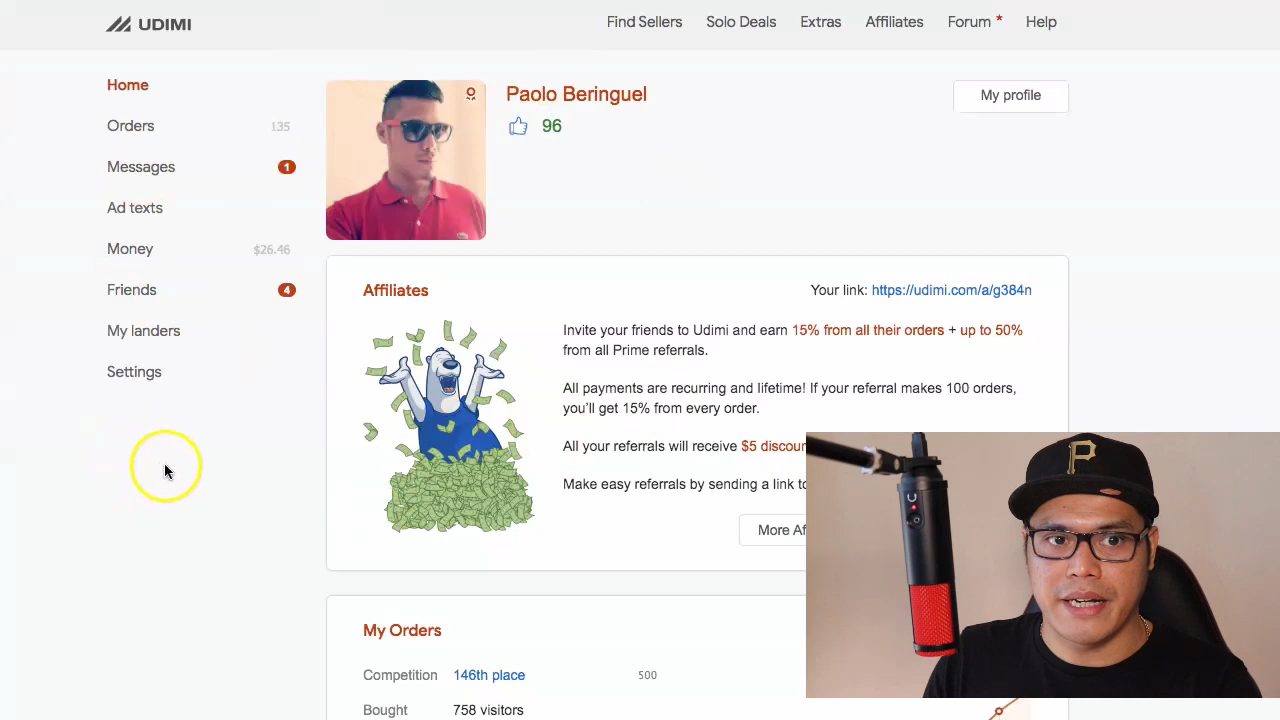 UDIMI
Find Sellers
Solo Deals
Extras
Affiliates
Forum *
Help
Home
Orders 135
Messages 1
Ad texts
Money $26.46
Friends 4
My landers
Settings
Paolo Beringuel
96
My profile
Affiliates
Your link: https://udimi.com/a/g384n
Invite your friends to Udimi and earn 15% from all their orders + up to 50%
from all Prime referrals.
All payments are recurring and lifetime! If your referral makes 100 orders,
you'll get 15% from every order.
All your referrals will receive $5 discoun
Make easy referrals by sending a link to
More Af
My Orders
Competition 146th place
500
Bought 758 visitors
P